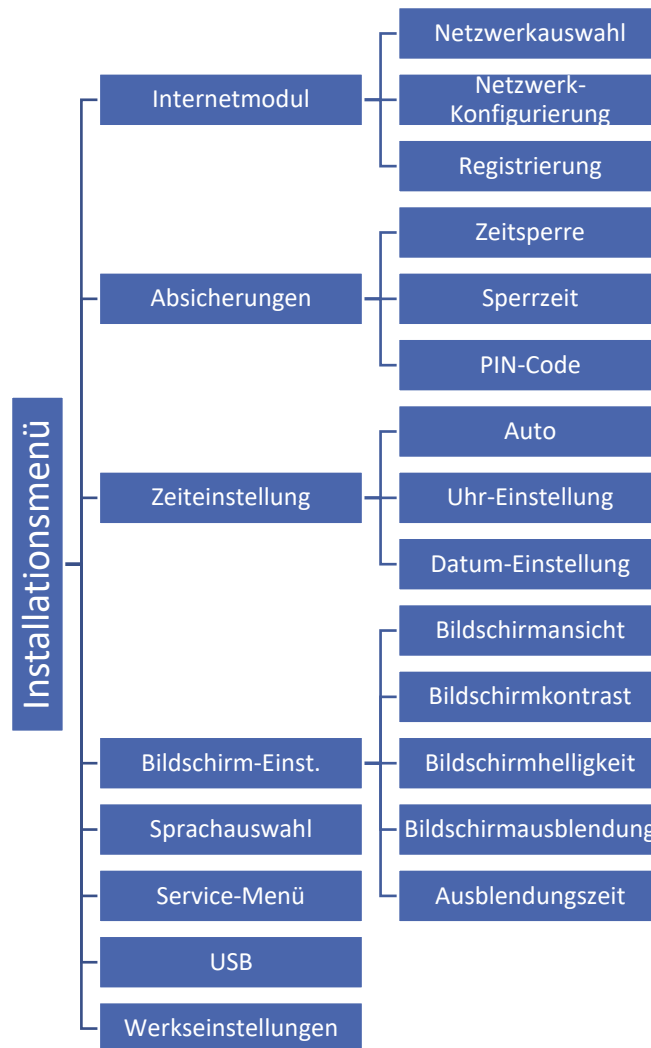 Installationsmenü
Internetmodul
Netzwerkauswahl
Netzwerk-
Konfigurierung
Registrierung
Absicherungen
Zeitsperre
Sperrzeit
PIN-Code
Zeiteinstellung
Auto
Uhr-Einstellung
Datum-Einstellung
Bildschirm-Einst.
Bildschirmansicht
Bildschirmkontrast
Bildschirmhelligkeit
Bildschirmausblendung
Ausblendungszeit
Sprachauswahl
Service-Menü
USB
Werkseinstellungen